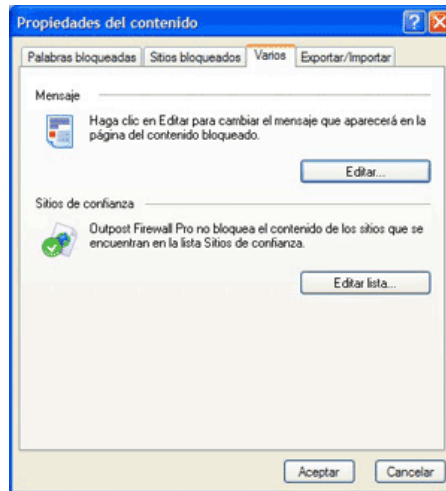 Propiedades del contenido
Palabras bloqueadas Sitios bloqueados Varios Exportar/Importar
Mensaje
Haga clic en Editar para cambiar el mensaje que aparecerá en la
página del contenido bloqueado.
Editar...
Sitios de confianza
Outpost Firewall Pro no bloquea el contenido de los sitios que se
encuentran en la lista Sitios de confianza.
Editar lista...
Aceptar Cancelar